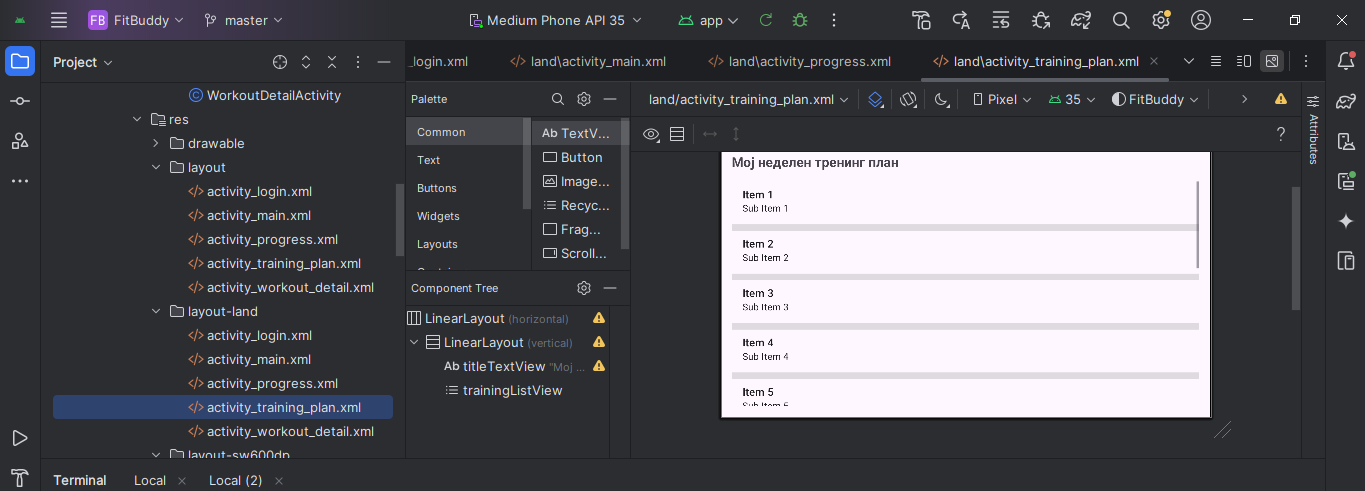 FB FitBuddy master Medium Phone API 35 app
Project
WorkoutDetailActivity
res
drawable
layout
activity_login.xml
activity_main.xml
activity_progress.xml
activity_training_plan.xml
activity_workout_detail.xml
layout-land
activity_login.xml
activity_main.xml
activity_progress.xml
activity_training_plan.xml
activity_workout_detail.xml
layout-sw600dp
_login.xml land\activity_main.xml land\activity_progress.xml land\activity_training_plan.xml
Palette
Common
Text
Buttons
Widgets
Layouts
Ab TextV...
Button
Image...
Recyc...
Frag...
Scroll...
Component Tree
LinearLayout (horizontal)
LinearLayout (vertical)
Ab titleTextView "Мој ...
trainingListView
land/activity_training_plan.xml Pixel 35 FitBuddy
?
Мој неделен тренинг план
Item 1
Sub Item 1
Item 2
Sub Item 2
Item 3
Sub Item 3
Item 4
Sub Item 4
Item 5
Sub Item 5
Attributes
Terminal Local Local (2)